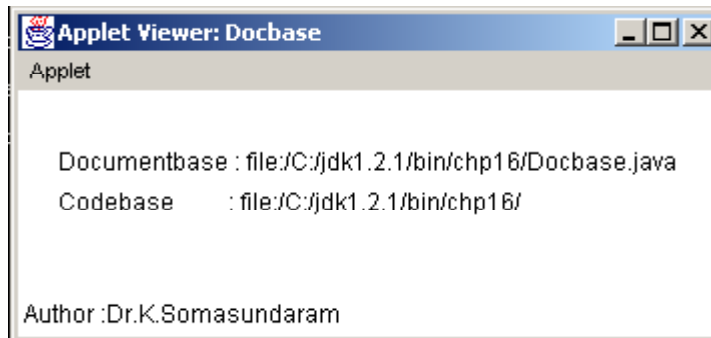 Applet Viewer: Docbase
Applet
Documentbase : file:/C:/jdk1.2.1/bin/chp16/Docbase.java
Codebase : file:/C:/jdk1.2.1/bin/chp16/
Author :Dr.K.Somasundaram